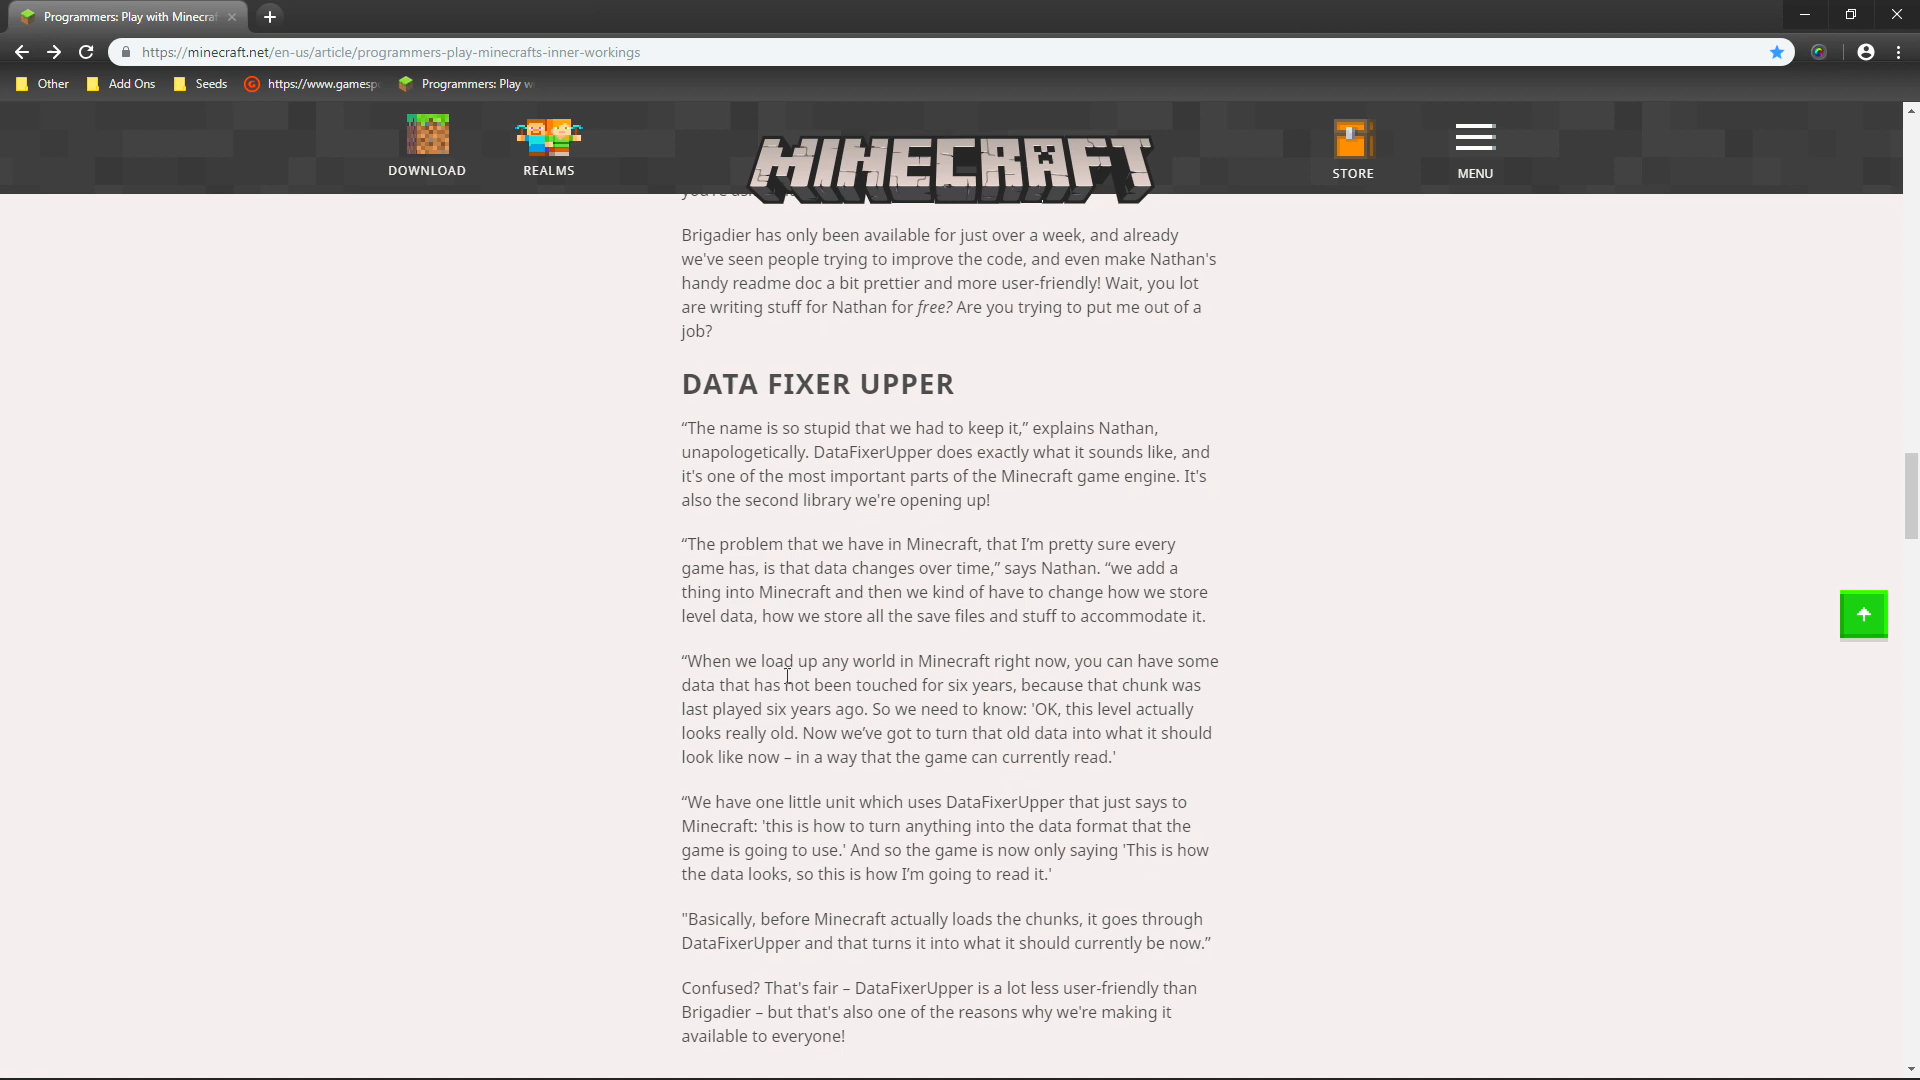 Programmers: Play with Minecraf
https://minecraft.net/en-us/article/programmers-play-minecrafts-inner-workings
Other
Add Ons
Seeds
https://www.gamesp
Programmers: Play w
DOWNLOAD
REALMS
MINECRAFT
STORE
MENU
Brigadier has only been available for just over a week, and already
we've seen people trying to improve the code, and even make Nathan's
handy readme doc a bit prettier and more user-friendly! Wait, you lot
are writing stuff for Nathan for free? Are you trying to put me out of a
job?
DATA FIXER UPPER
“The name is so stupid that we had to keep it,” explains Nathan,
unapologetically. DataFixerUpper does exactly what it sounds like, and
it's one of the most important parts of the Minecraft game engine. It's
also the second library we're opening up!
“The problem that we have in Minecraft, that I’m pretty sure every
game has, is that data changes over time,” says Nathan. “we add a
thing into Minecraft and then we kind of have to change how we store
level data, how we store all the save files and stuff to accommodate it.
“When we load up any world in Minecraft right now, you can have some
data that has not been touched for six years, because that chunk was
last played six years ago. So we need to know: 'OK, this level actually
looks really old. Now we’ve got to turn that old data into what it should
look like now – in a way that the game can currently read.'
“We have one little unit which uses DataFixerUpper that just says to
Minecraft: 'this is how to turn anything into the data format that the
game is going to use.' And so the game is now only saying 'This is how
the data looks, so this is how I’m going to read it.'
"Basically, before Minecraft actually loads the chunks, it goes through
DataFixerUpper and that turns it into what it should currently be now.”
Confused? That's fair – DataFixerUpper is a lot less user-friendly than
Brigadier – but that's also one of the reasons why we're making it
available to everyone!